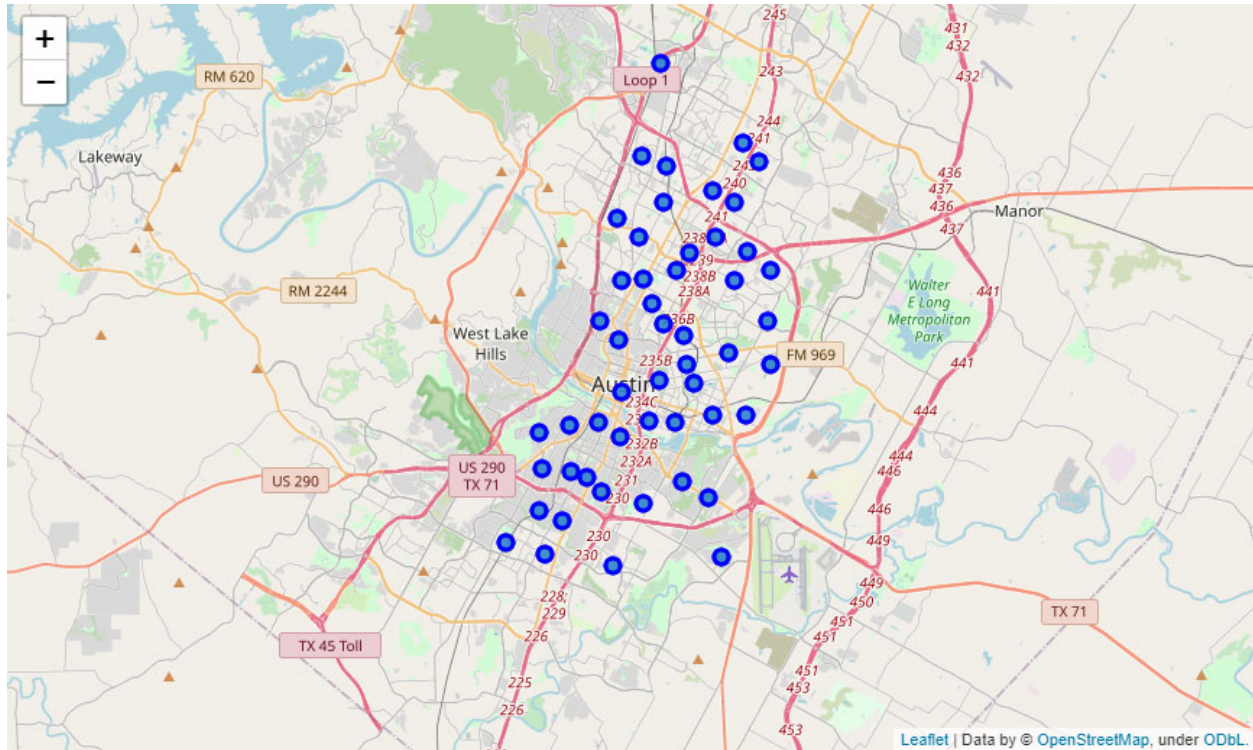 +
−
245
431
432
243
432
RM 620
Loop 1
244
241
Lakeway
240
436
437
436
Manor
241
437
239
238B
238A
RM 2244
441
Walter
E Long
Metropolitan
Park
West Lake
Hills
235B
FM 969
441
Austin
234C
444
232B
444
232A
446
US 290
TX 71
US 290
231
230
446
230
449
230
449
450
228;
229
451
TX 71
226
451
TX 45 Toll
451
225
453
226
453
Leaflet | Data by © OpenStreetMap, under ODbL.